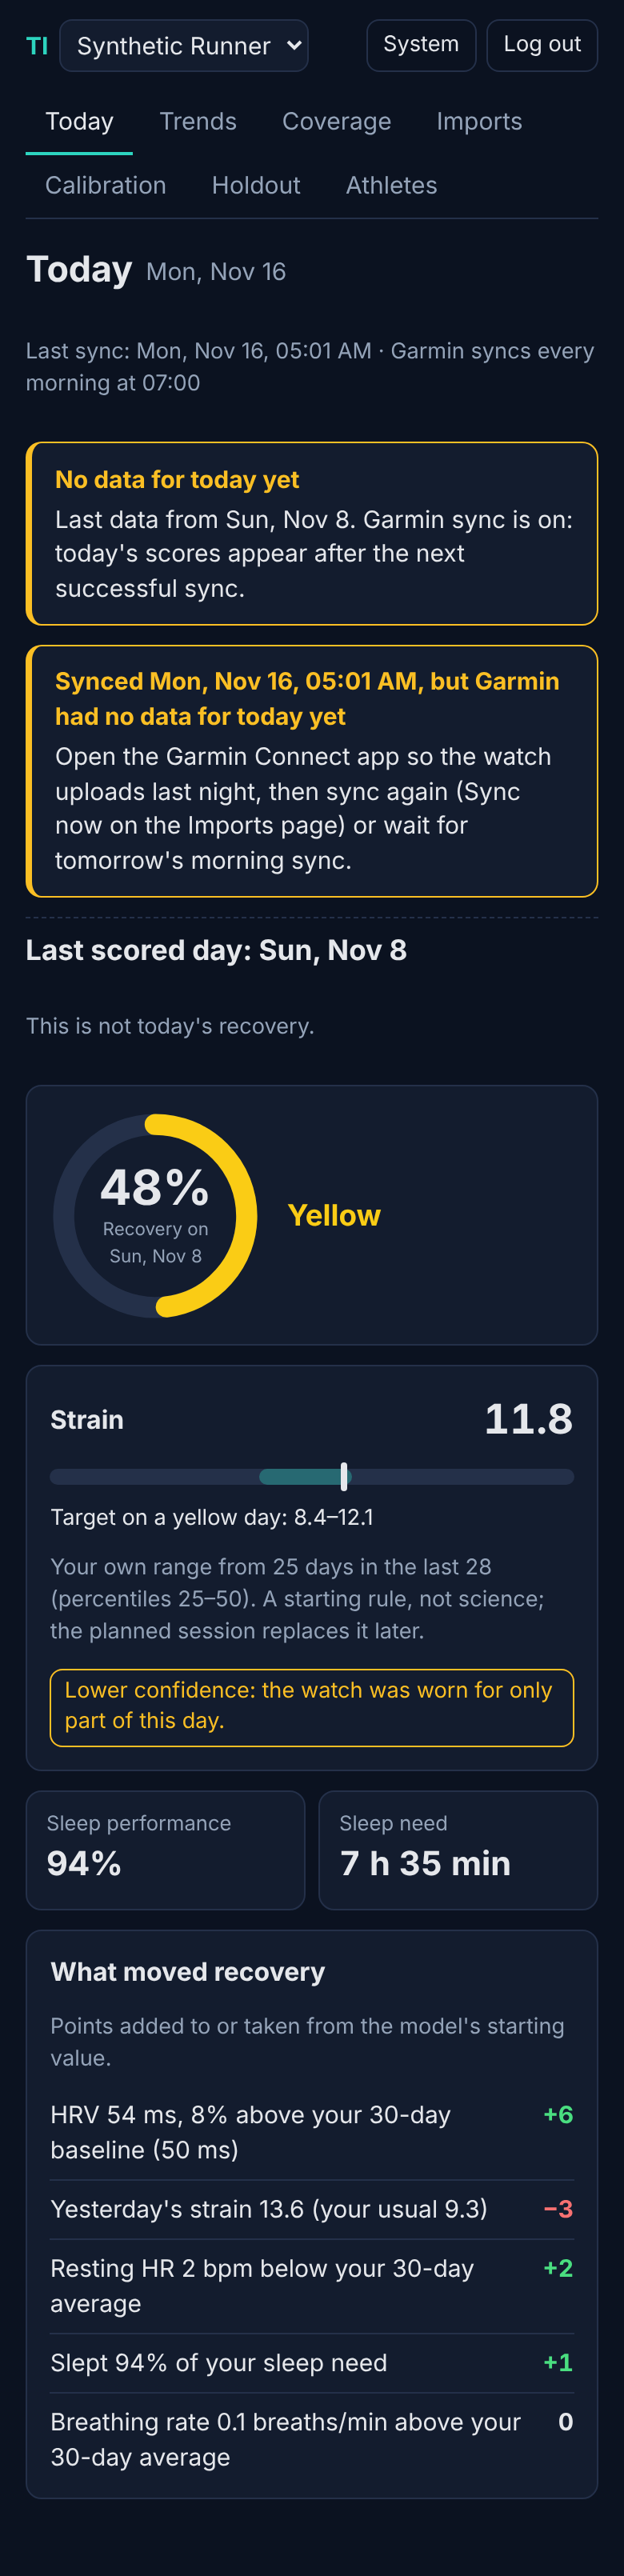 TI Synthetic Runner System Log out
Today Trends Coverage Imports
Calibration Holdout Athletes
Today Mon, Nov 16
Last sync: Mon, Nov 16, 05:01 AM · Garmin syncs every
morning at 07:00
No data for today yet
Last data from Sun, Nov 8. Garmin sync is on:
today's scores appear after the next
successful sync.
Synced Mon, Nov 16, 05:01 AM, but Garmin
had no data for today yet
Open the Garmin Connect app so the watch
uploads last night, then sync again (Sync
now on the Imports page) or wait for
tomorrow's morning sync.
Last scored day: Sun, Nov 8
This is not today's recovery.
48%
Recovery on
Sun, Nov 8
Yellow
Strain 11.8
Target on a yellow day: 8.4–12.1
Your own range from 25 days in the last 28
(percentiles 25–50). A starting rule, not science;
the planned session replaces it later.
Lower confidence: the watch was worn for only
part of this day.
Sleep performance
94%
Sleep need
7 h 35 min
What moved recovery
Points added to or taken from the model's starting
value.
HRV 54 ms, 8% above your 30-day +6
baseline (50 ms)
Yesterday's strain 13.6 (your usual 9.3) −3
Resting HR 2 bpm below your 30-day +2
average
Slept 94% of your sleep need +1
Breathing rate 0.1 breaths/min above your 0
30-day average